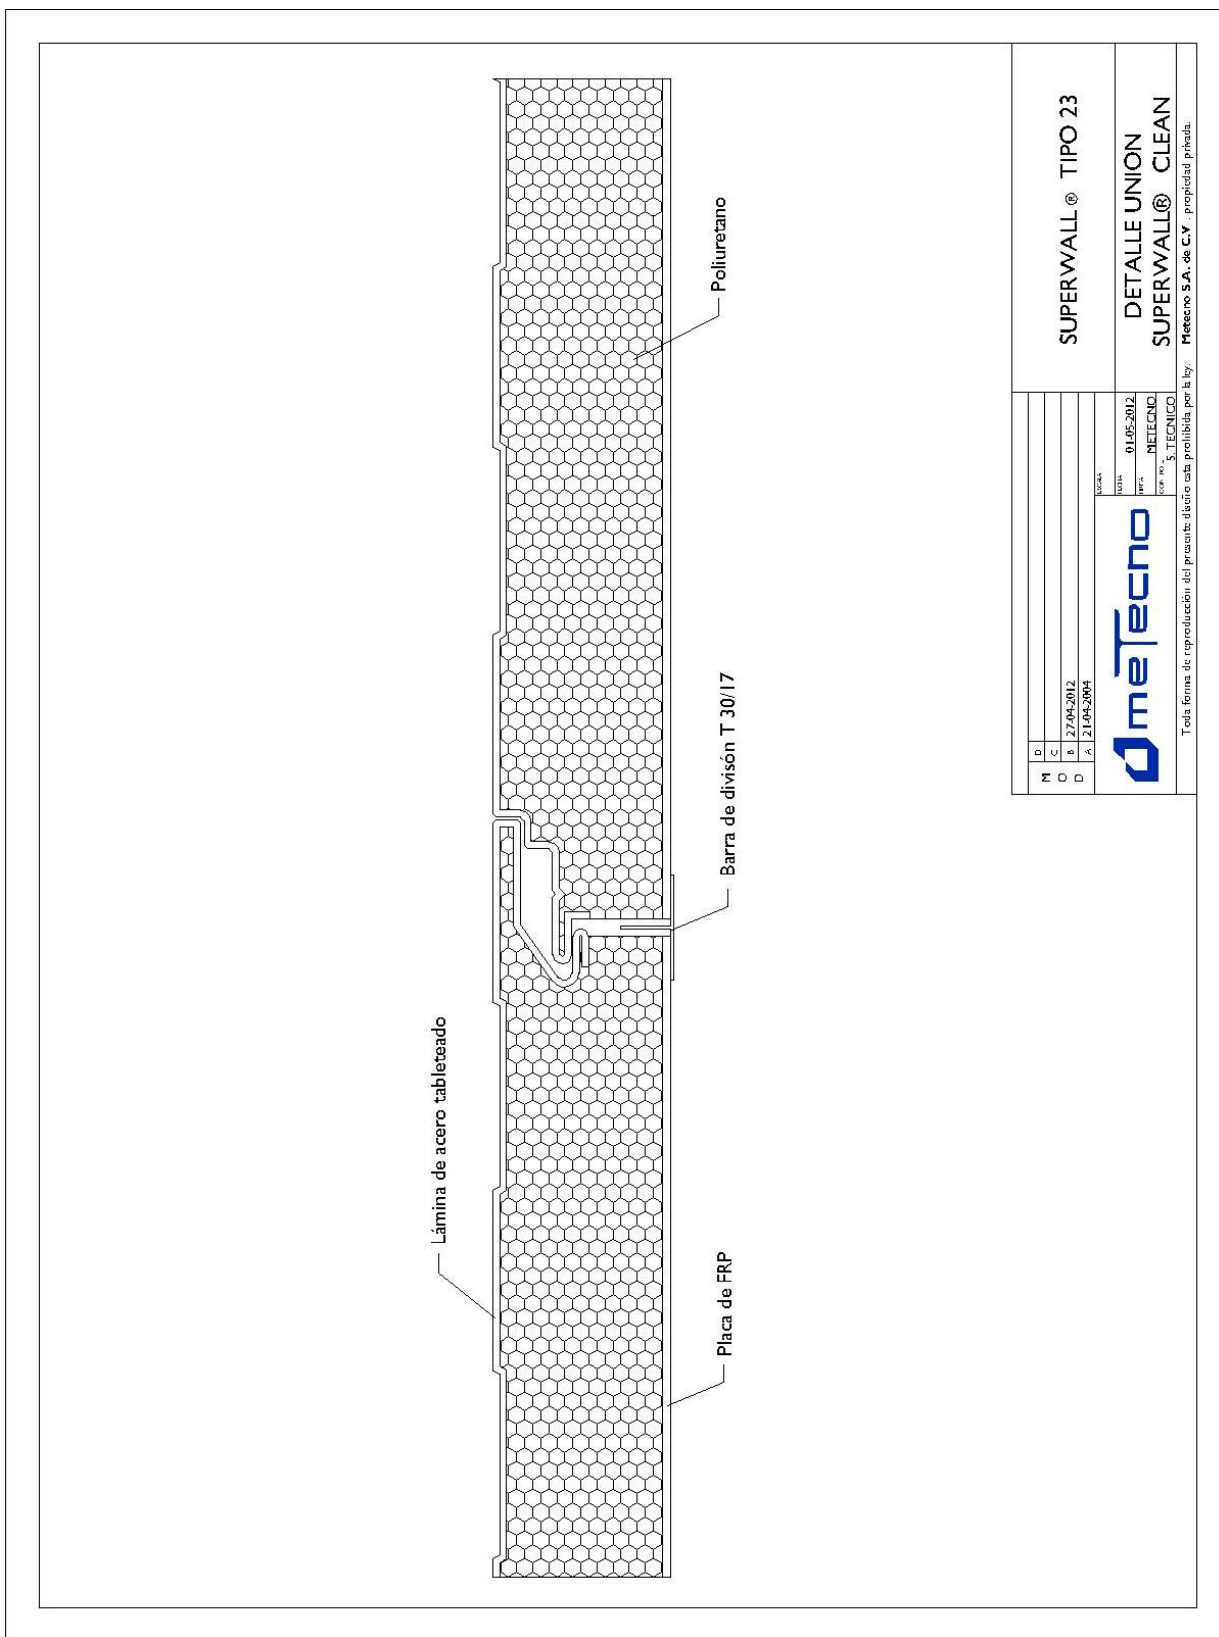 Lámina de acero tableteado
Placa de FRP
Barra de divisón T 30/17
Poliuretano
M
O
D
D
C
B 27-04-2012
A 21-04-2004
SUPERWALL ® TIPO 23
meTecno
ESCALA
FECHA 01-05-2012
METECNO
S. TECNICO
DETALLE UNION
SUPERWALL® CLEAN
Toda forma de reproducción del presente diseño esta prohibida por la ley. Metecno S.A. de C.V. propiedad privada.